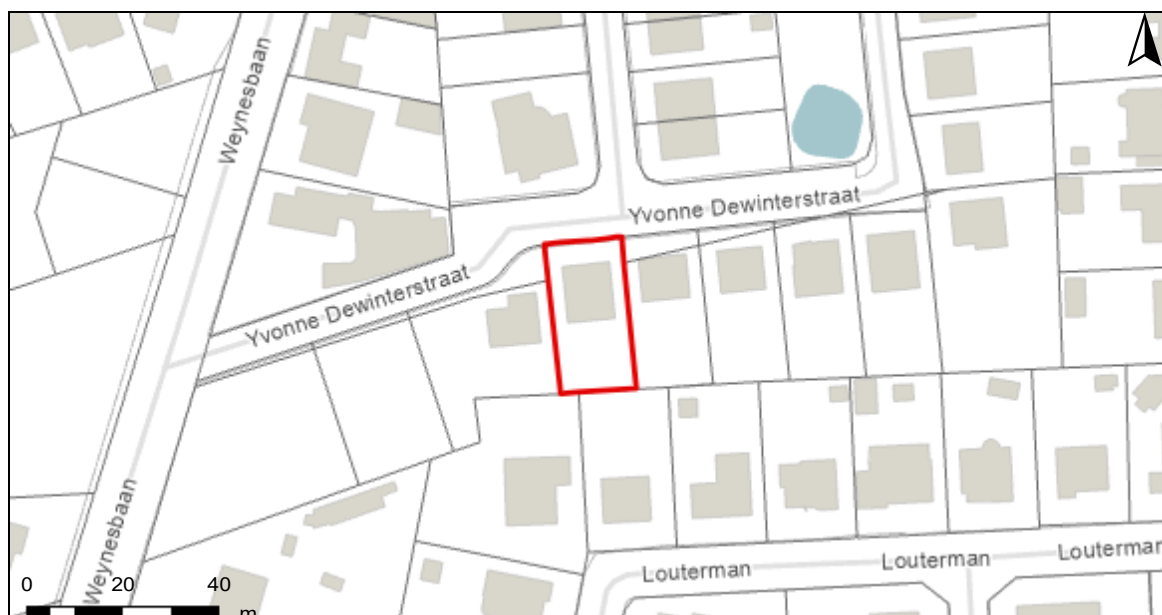 Weynesbaan
Yvonne Dewinterstraat
Yvonne Dewinterstraat
Weynesbaan
Louterman
Louterman
Louterman
0 20 40
m